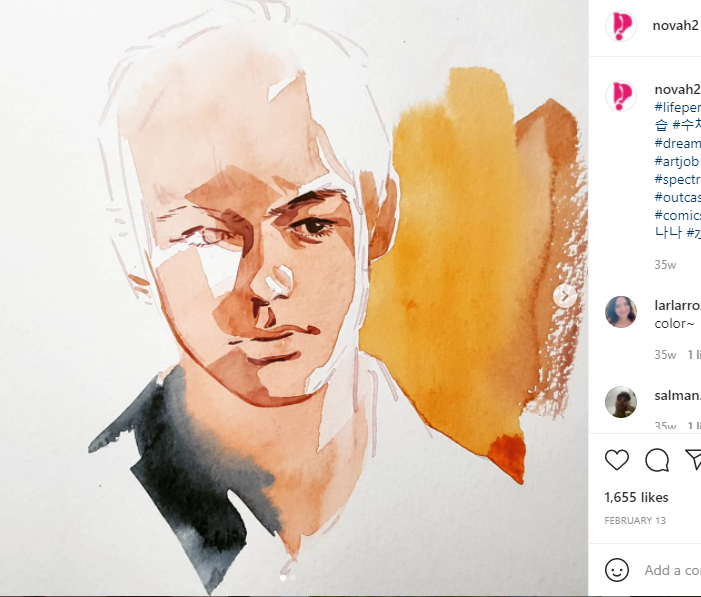 novah2
novah2
#lifeper
습 #수채
#dream
#artjob
#spectr
#outcas
#comics
나나 #水
35w
larlarro
color~
35w 1 li
salman.
35w 1 li
1,655 likes
FEBRUARY 13
Add a co